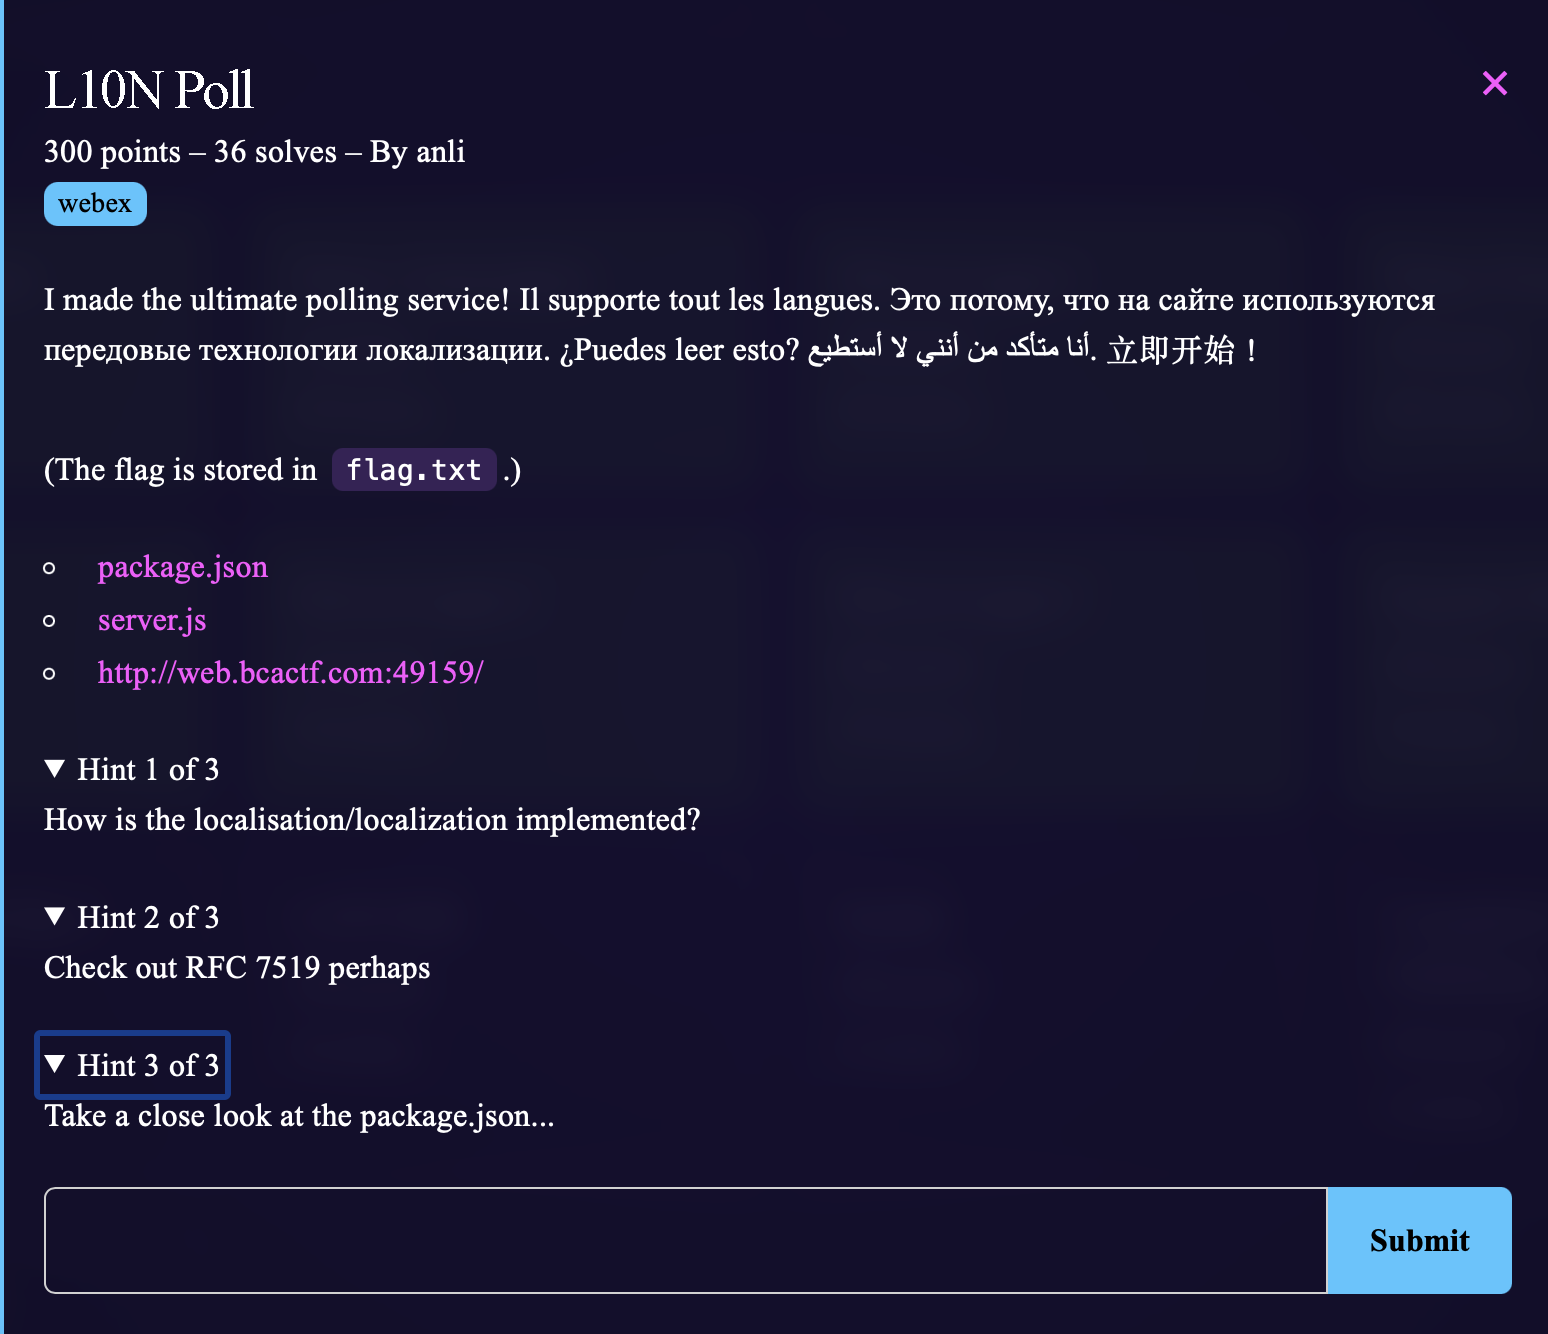 L10N Poll
300 points – 36 solves – By anli
webex
I made the ultimate polling service! Il supporte tout les langues. Это потому, что на сайте используются
передовые технологии локализации. ¿Puedes leer esto? أنا متأكد من أنني لا أستطيع. 立即开始！
(The flag is stored in flag.txt .)
package.json
server.js
http://web.bcactf.com:49159/
Hint 1 of 3
How is the localisation/localization implemented?
Hint 2 of 3
Check out RFC 7519 perhaps
Hint 3 of 3
Take a close look at the package.json...
Submit